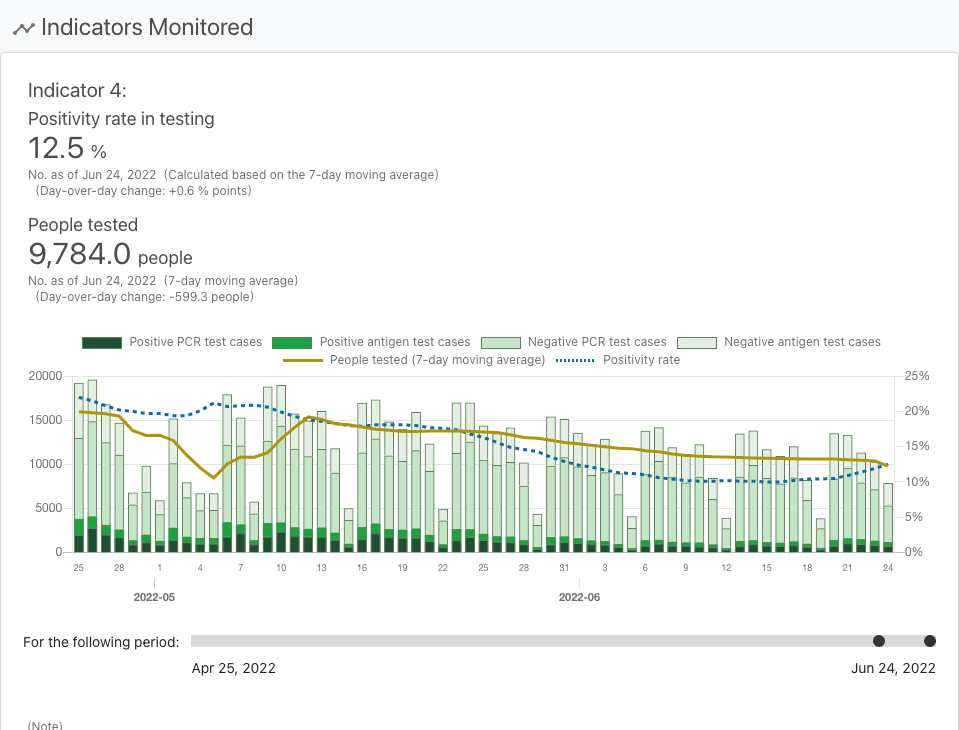 Indicators Monitored
Indicator 4:
Positivity rate in testing
12.5 %
No. as of Jun 24, 2022 (Calculated based on the 7-day moving average)
(Day-over-day change: +0.6 % points)
People tested
9,784.0 people
No. as of Jun 24, 2022 (7-day moving average)
(Day-over-day change: -599.3 people)
Positive PCR test cases Positive antigen test cases Negative PCR test cases Negative antigen test cases
People tested (7-day moving average) Positivity rate
20000 25%
20%
15000
15%
10000
10%
5000
5%
0 0%
25 28 1 4 7 10 13 16 19 22 25 28 31 3 6 9 12 15 18 21 24
2022-05 2022-06
For the following period:
Apr 25, 2022 Jun 24, 2022
(Note)